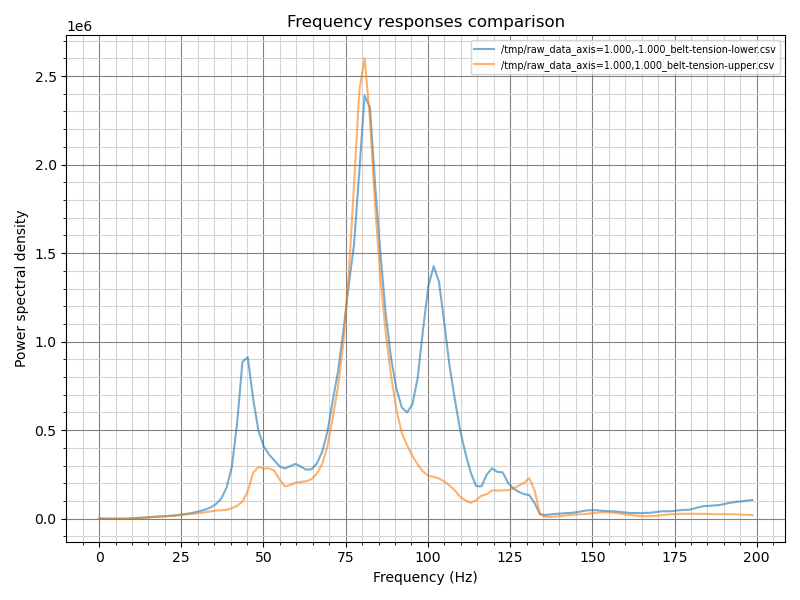 Frequency responses comparison
1e6
/tmp/raw_data_axis=1.000,-1.000_belt-tension-lower.csv
/tmp/raw_data_axis=1.000,1.000_belt-tension-upper.csv
2.5
2.0
1.5
1.0
0.5
0.0
Power spectral density
0 25 50 75 100 125 150 175 200
Frequency (Hz)